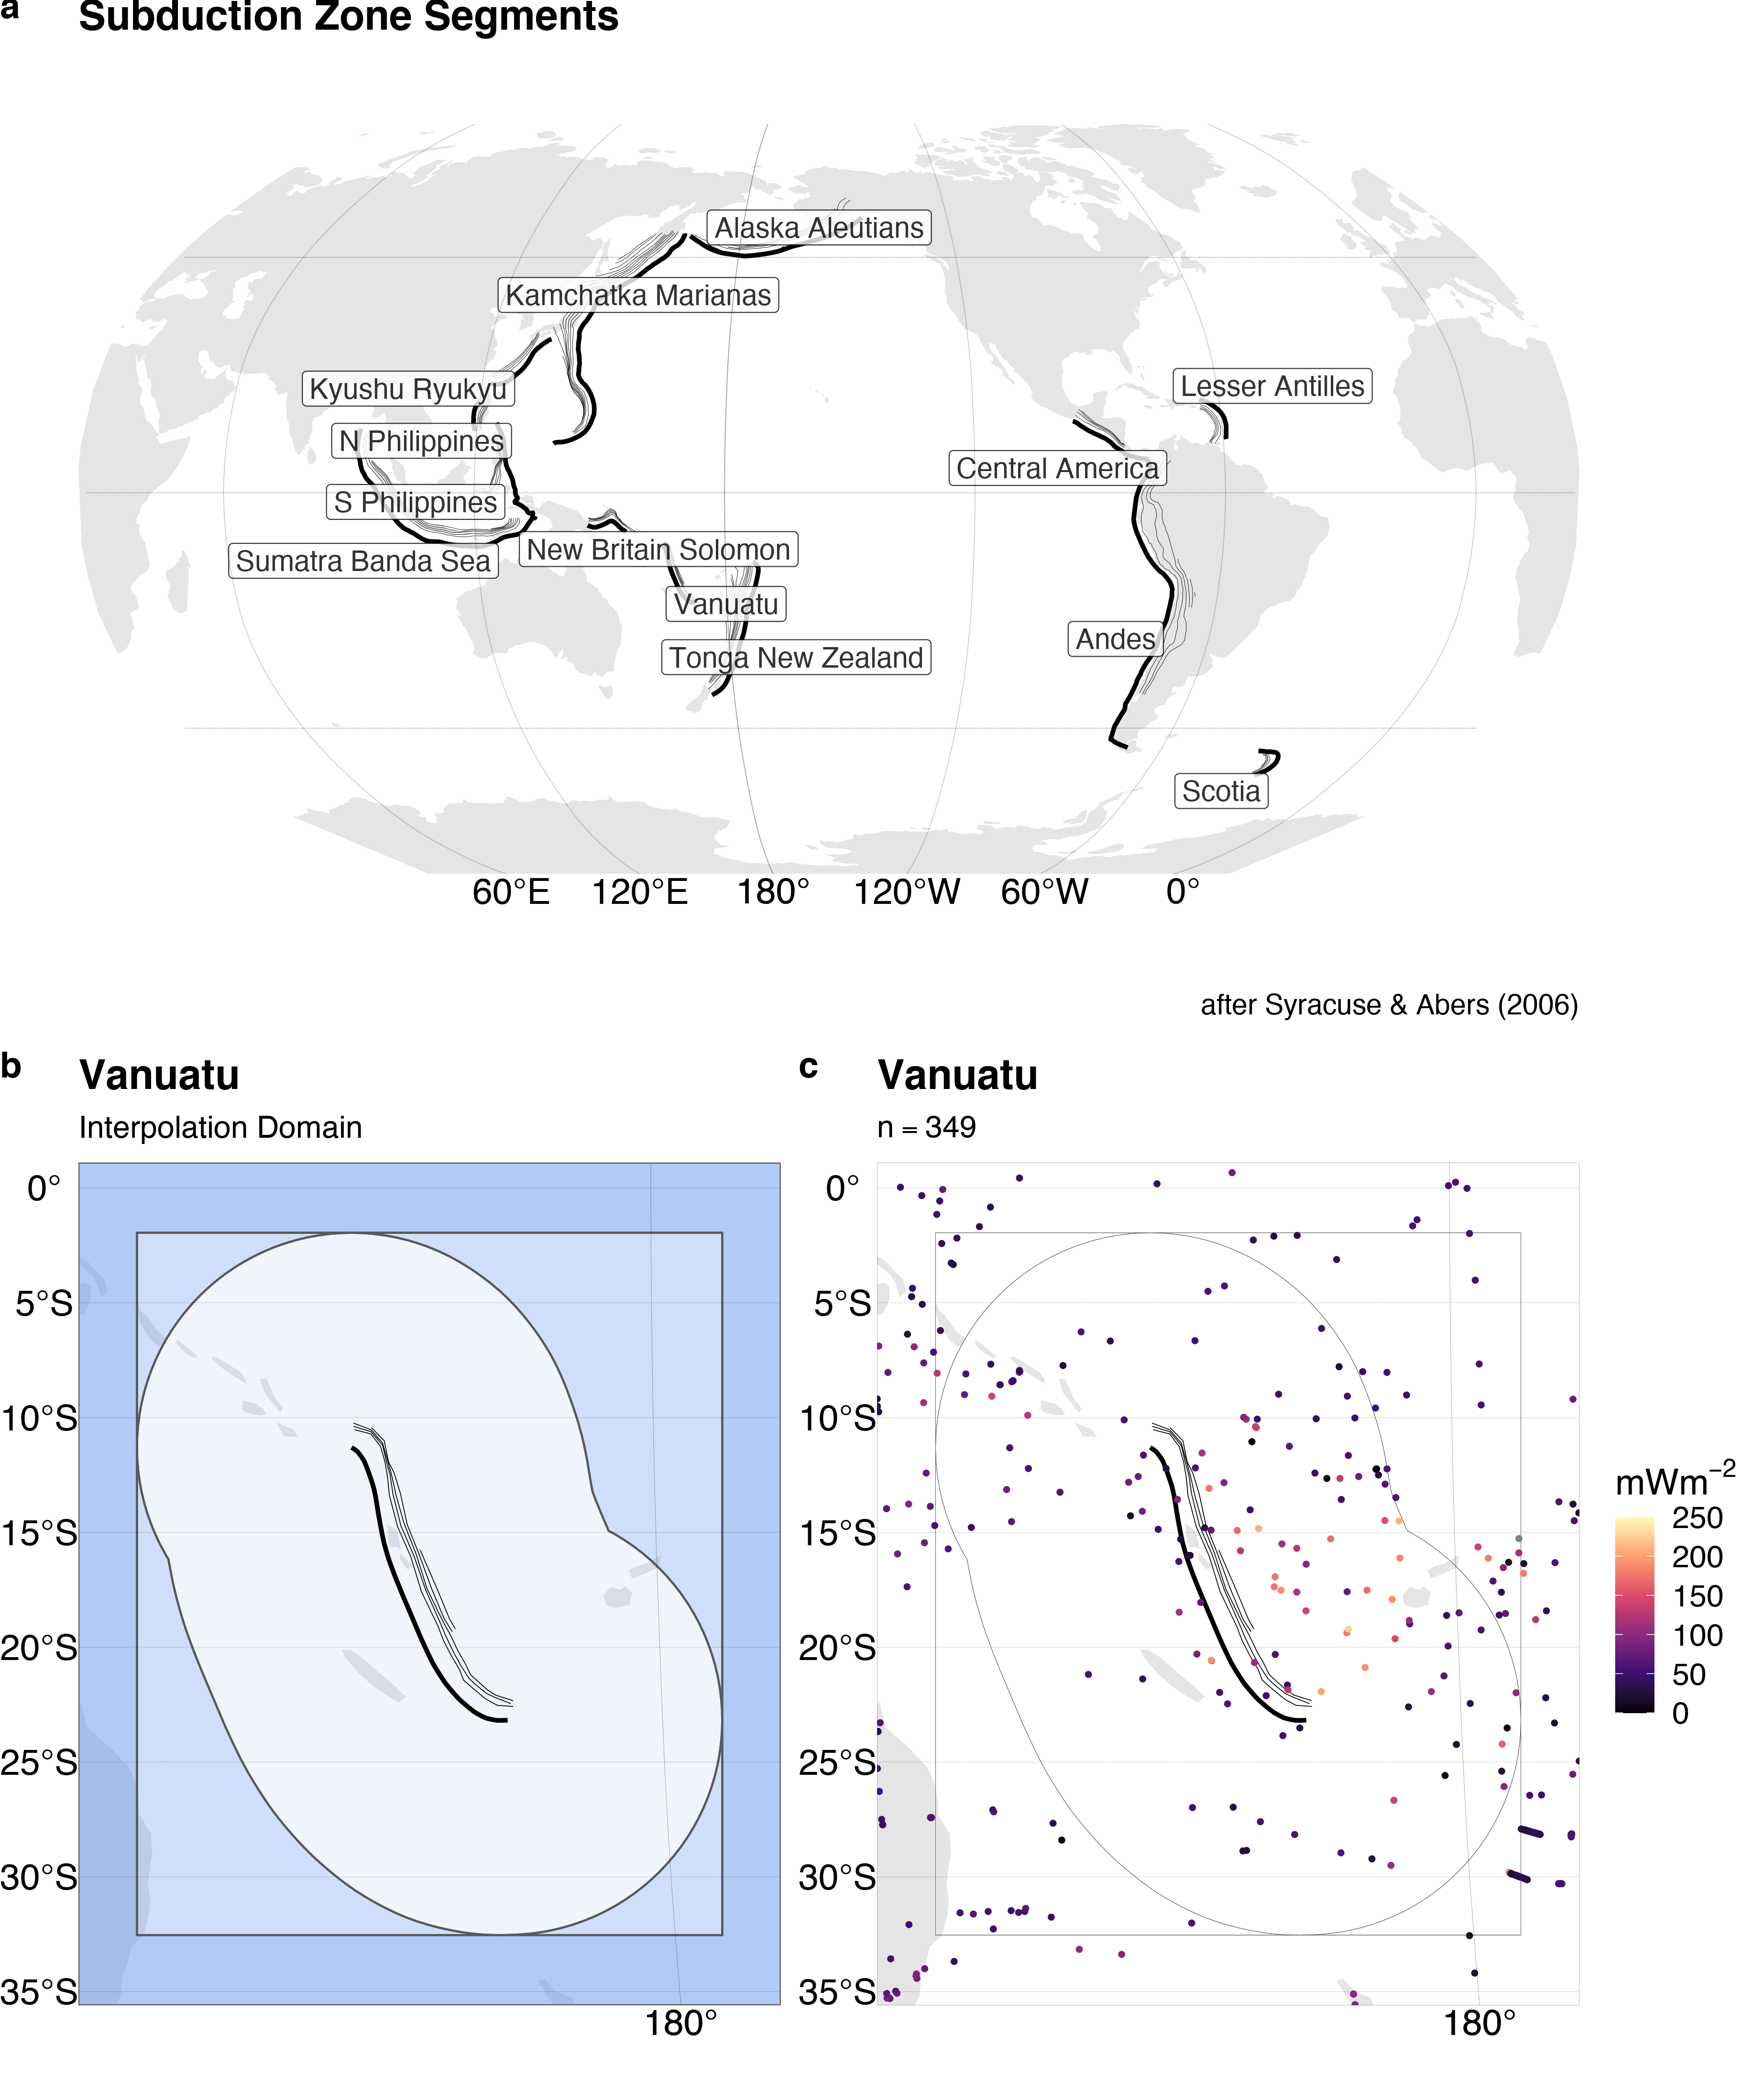 a
Subduction Zone Segments
Alaska Aleutians
Kamchatka Marianas
Kyushu Ryukyu
Lesser Antilles
N Philippines
Central America
S Philippines
New Britain Solomon
Sumatra Banda Sea
Vanuatu
Andes
Tonga New Zealand
Scotia
60°E 120°E 180° 120°W 60°W 0°
after Syracuse & Abers (2006)
b
Vanuatu
Interpolation Domain
0°
5°S
10°S
15°S
20°S
25°S
30°S
35°S
180°
c
Vanuatu
n = 349
0°
5°S
10°S
15°S
20°S
25°S
30°S
35°S
180°
mWm−2
250
200
150
100
50
0